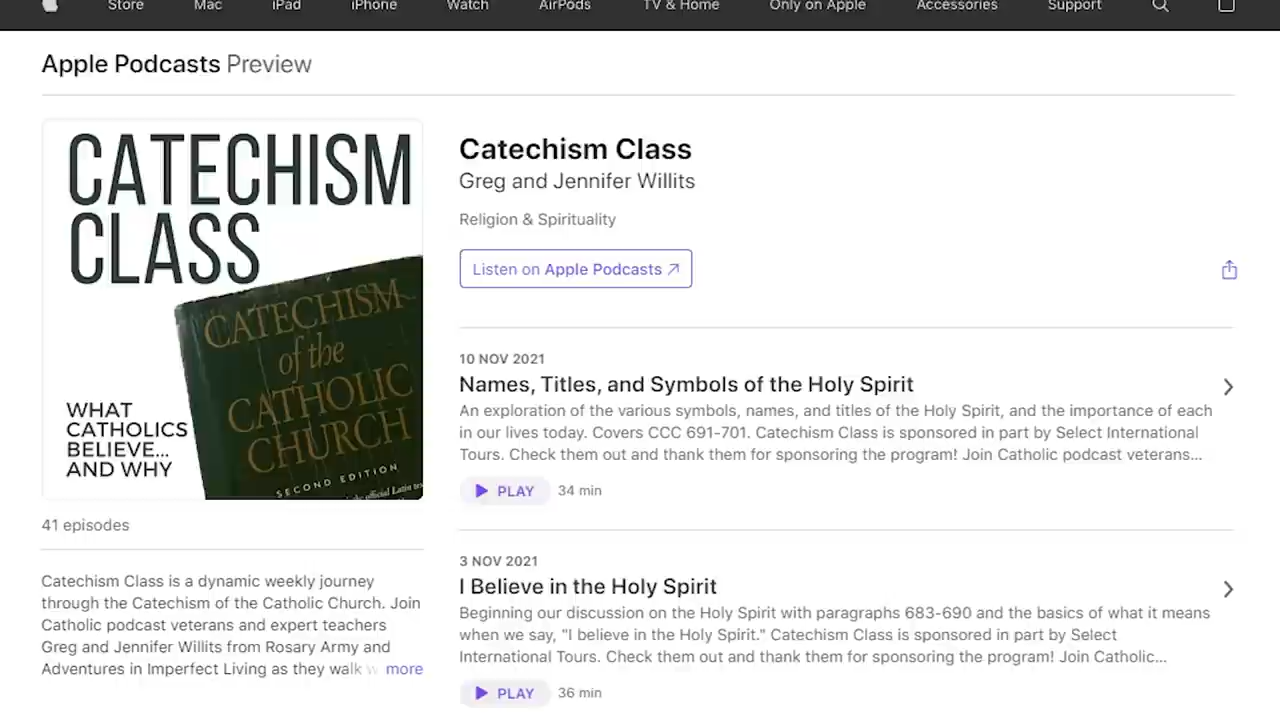 Store Mac iPad iPhone Watch AirPods TV & Home Only on Apple Accessories Support
Apple Podcasts Preview
CATECHISM
CLASS
CATECHISM
of the
CATHOLIC
CHURCH
SECOND EDITION
the official Latin
WHAT
CATHOLICS
BELIEVE...
AND WHY
41 episodes
Catechism Class is a dynamic weekly journey
through the Catechism of the Catholic Church. Join
Catholic podcast veterans and expert teachers
Greg and Jennifer Willits from Rosary Army and
Adventures in Imperfect Living as they walk more
Catechism Class
Greg and Jennifer Willits
Religion & Spirituality
Listen on Apple Podcasts
10 NOV 2021
Names, Titles, and Symbols of the Holy Spirit
An exploration of the various symbols, names, and titles of the Holy Spirit, and the importance of each
in our lives today. Covers CCC 691-701. Catechism Class is sponsored in part by Select International
Tours. Check them out and thank them for sponsoring the program! Join Catholic podcast veterans...
PLAY 34 min
3 NOV 2021
I Believe in the Holy Spirit
Beginning our discussion on the Holy Spirit with paragraphs 683-690 and the basics of what it means
when we say, "I believe in the Holy Spirit." Catechism Class is sponsored in part by Select
International Tours. Check them out and thank them for sponsoring the program! Join Catholic...
PLAY 36 min